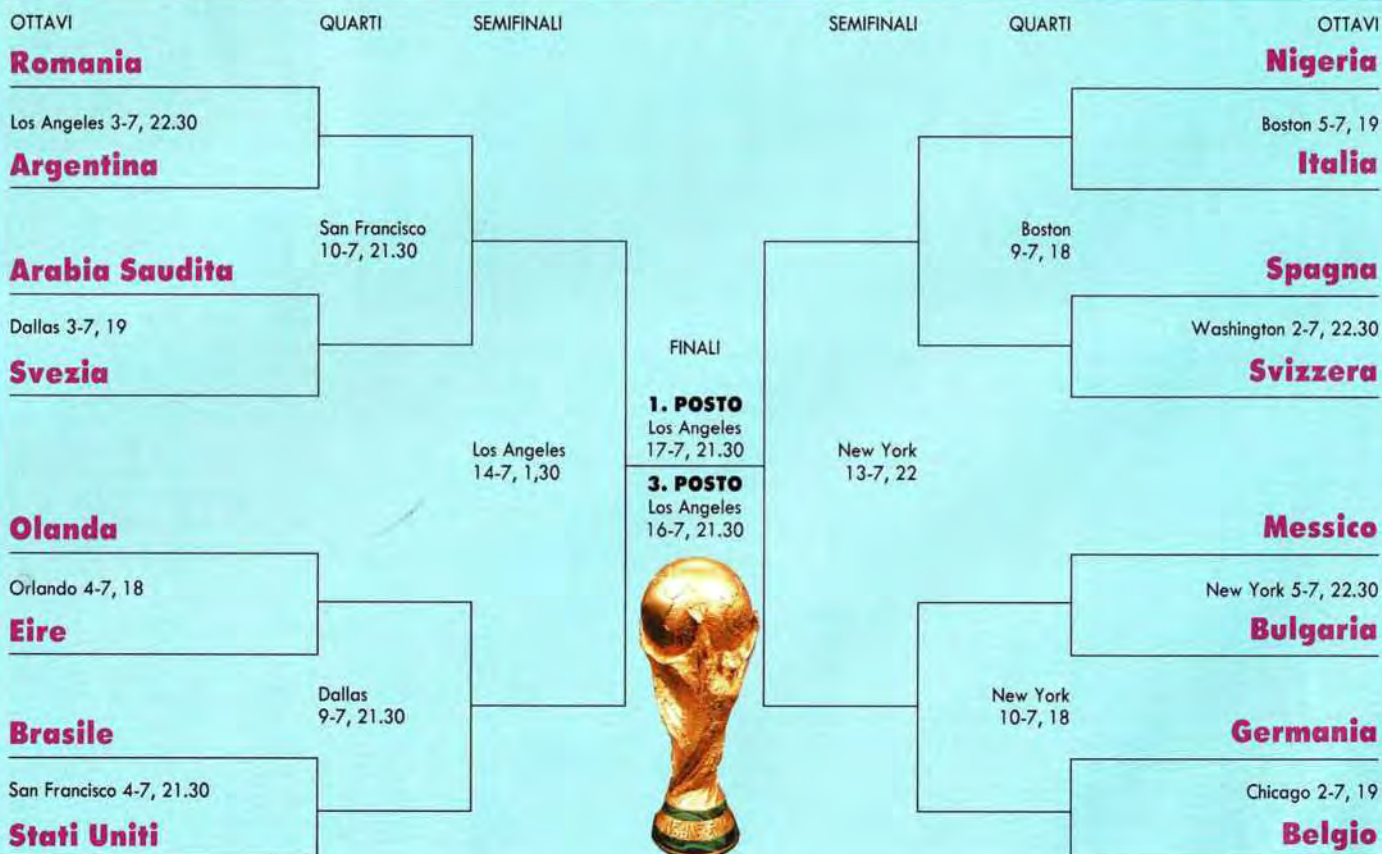 OTTAVI
QUARTI
SEMIFINALI
SEMIFINALI
QUARTI
OTTAVI
Romania
Los Angeles 3-7, 22.30
Argentina
San Francisco
10-7, 21.30
Arabia Saudita
Dallas 3-7, 19
Svezia
Los Angeles
14-7, 1,30
Olanda
Orlando 4-7, 18
Eire
Dallas
9-7, 21.30
Brasile
San Francisco 4-7, 21.30
Stati Uniti
FINALI
1. POSTO
Los Angeles
17-7, 21.30
3. POSTO
Los Angeles
16-7, 21.30
Nigeria
Boston 5-7, 19
Italia
Boston
9-7, 18
Spagna
Washington 2-7, 22.30
Svizzera
New York
13-7, 22
Messico
New York 5-7, 22.30
Bulgaria
New York
10-7, 18
Germania
Chicago 2-7, 19
Belgio